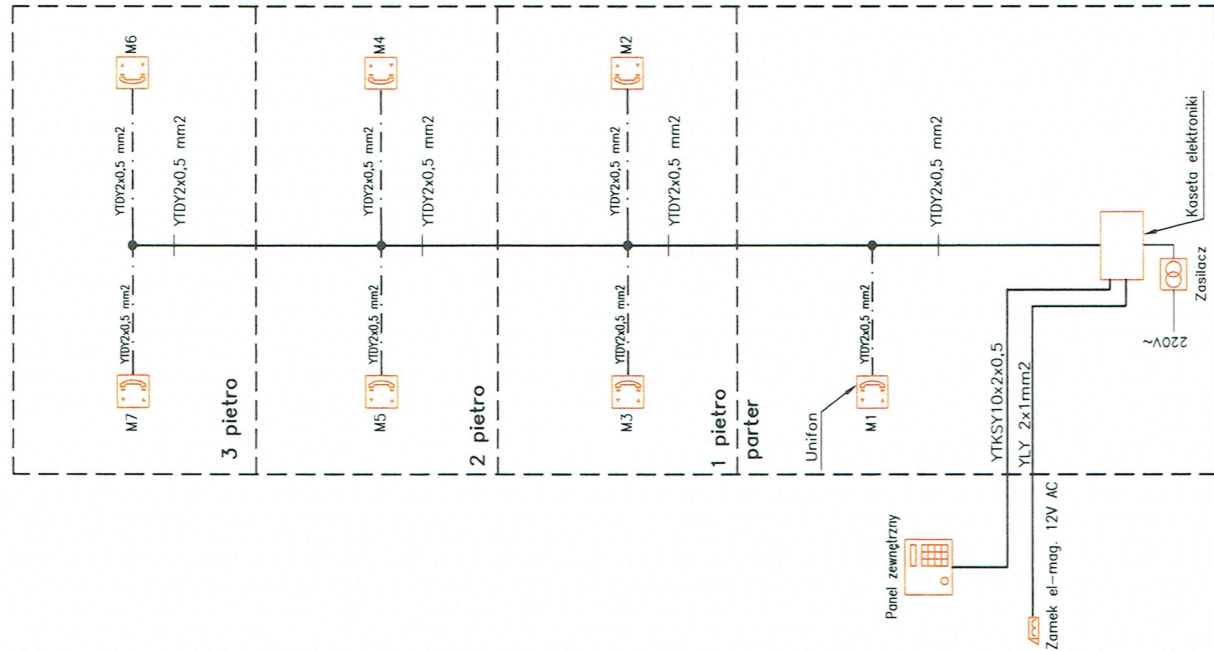 M6
YTDY2x0,5 mm2
YTDY2x0,5 mm2
YTDY2x0,5 mm2
M7
3 pietro
M4
YTDY2x0,5 mm2
YTDY2x0,5 mm2
YTDY2x0,5 mm2
M5
2 pietro
M2
YTDY2x0,5 mm2
YTDY2x0,5 mm2
YTDY2x0,5 mm2
M3
1 pietro
parter
YTDY2x0,5 mm2
YTDY2x0,5 mm2
Unifon
M1
Kaseta elektroniki
Zasilacz
220V~
YTKSY10x2x0,5
YLY 2x1mm2
Panel zewnętrzny
Zamek el-mag. 12V AC